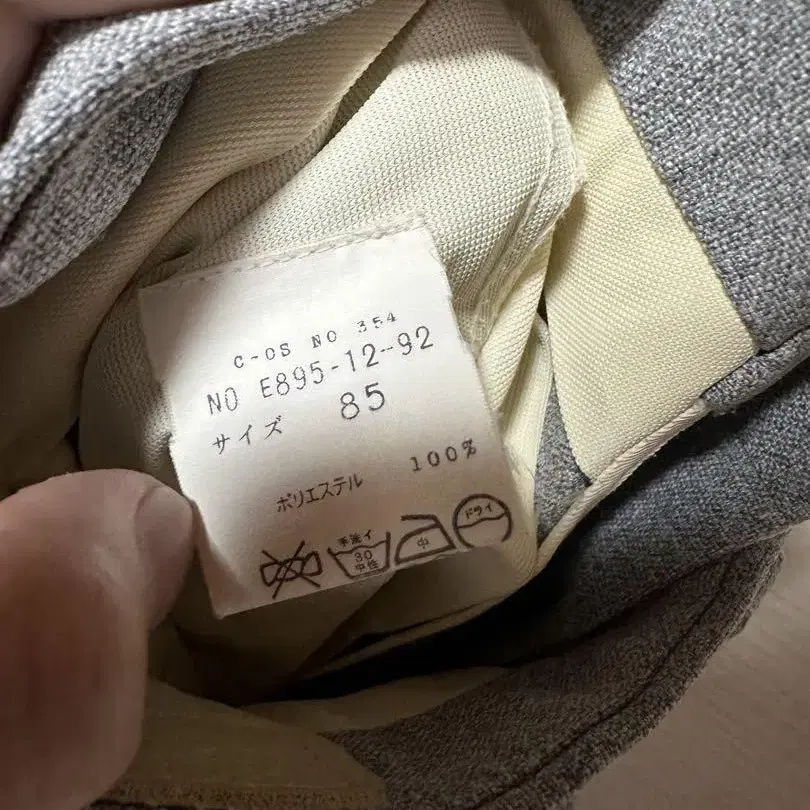 C-OS NO 354
NO E895-12-92
サイズ 85
ポリエステル 100%
手洗イ
30
中性
中
ドライ